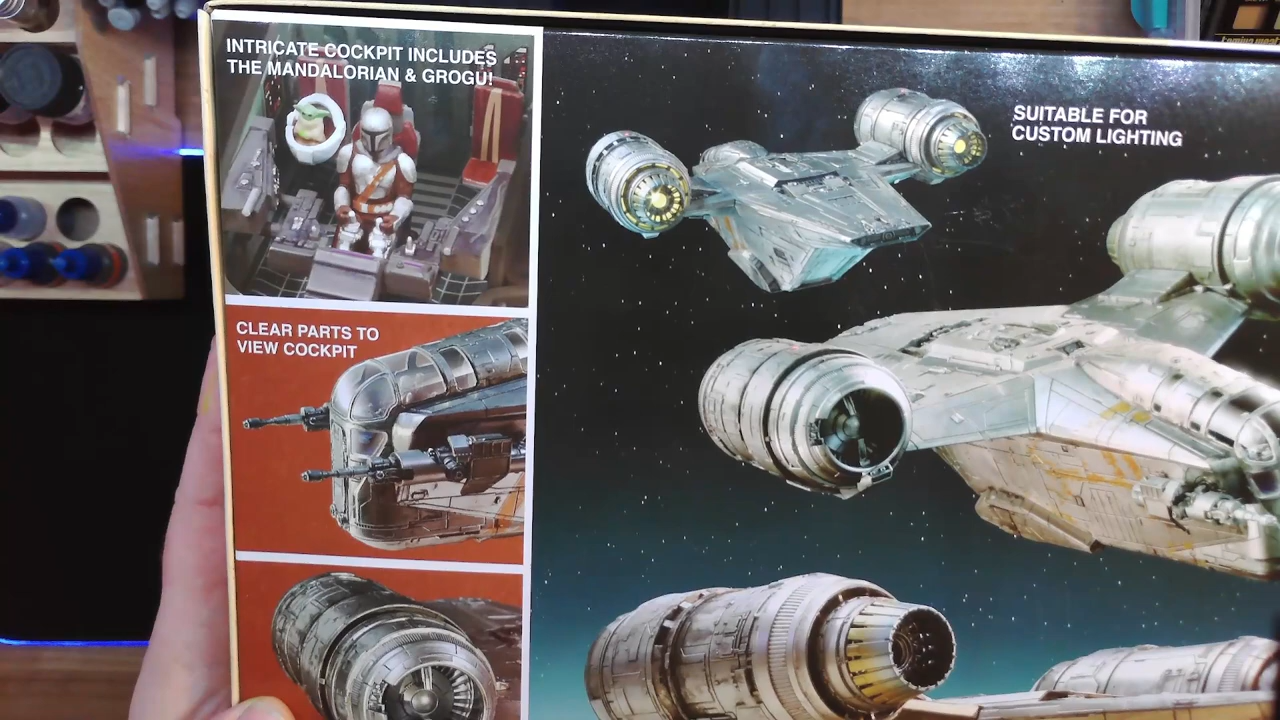 INTRICATE COCKPIT INCLUDES
THE MANDALORIAN & GROGU!
SUITABLE FOR
CUSTOM LIGHTING
CLEAR PARTS TO
VIEW COCKPIT